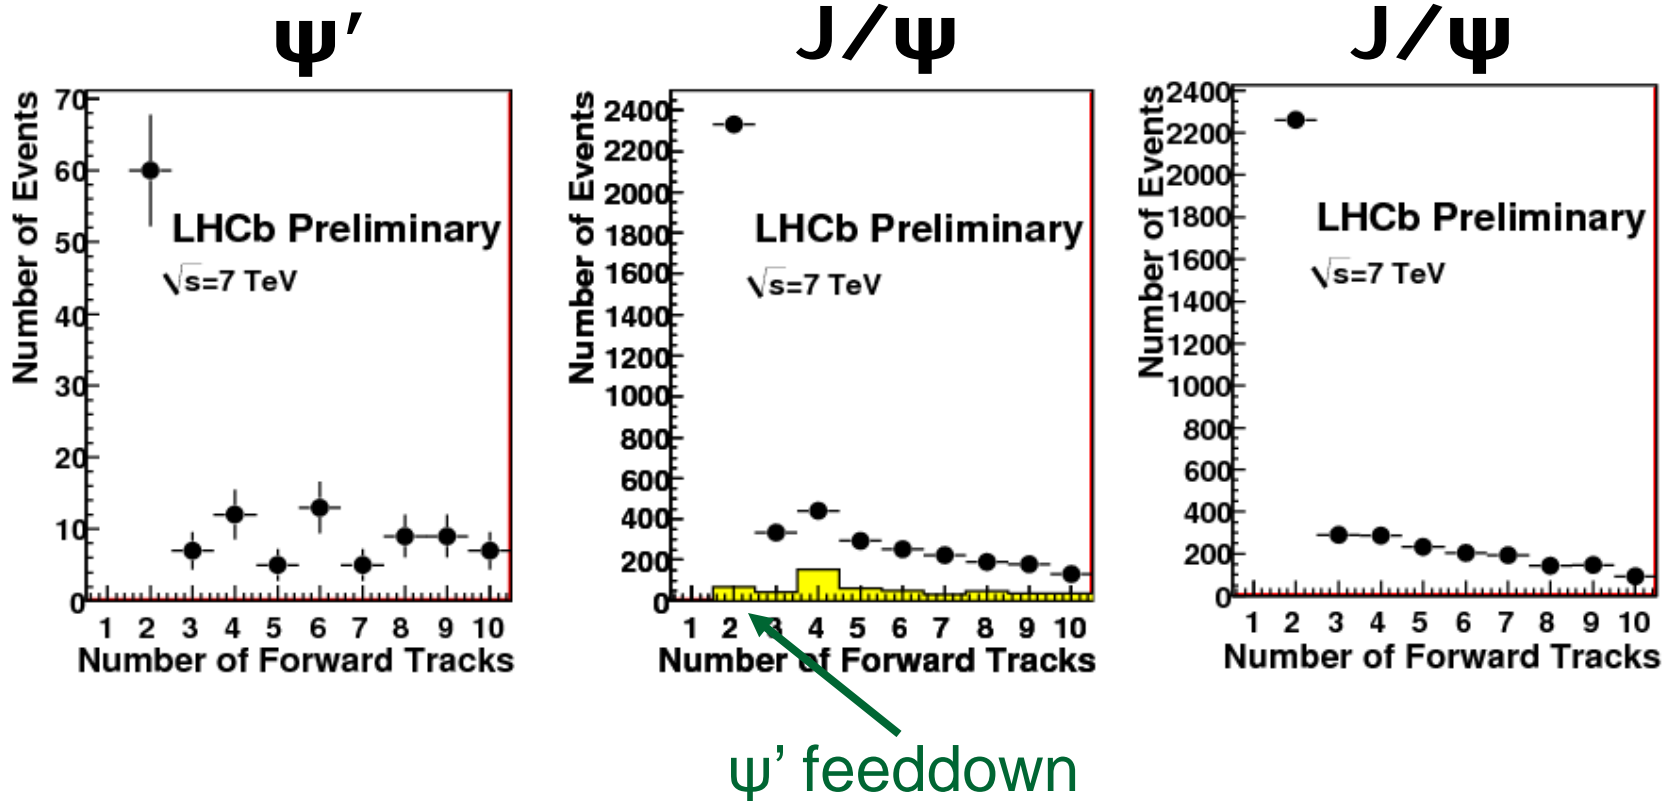 ψ′
J/ψ
J/ψ
Number of Events
70
60
50
40
30
20
10
0
LHCb Preliminary
√s=7 TeV
1 2 3 4 5 6 7 8 9 10
Number of Forward Tracks
Number of Events
2400
2200
2000
1800
1600
1400
1200
1000
800
600
400
200
0
LHCb Preliminary
√s=7 TeV
1 2 3 4 5 6 7 8 9 10
Number of Forward Tracks
ψ’ feeddown
Number of Events
2400
2200
2000
1800
1600
1400
1200
1000
800
600
400
200
0
LHCb Preliminary
√s=7 TeV
1 2 3 4 5 6 7 8 9 10
Number of Forward Tracks